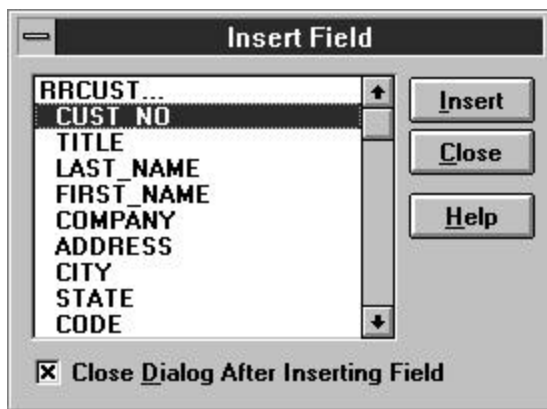 Insert Field
RRCUST...
CUST_NO
TITLE
LAST_NAME
FIRST_NAME
COMPANY
ADDRESS
CITY
STATE
CODE
Insert
Close
Help
Close Dialog After Inserting Field